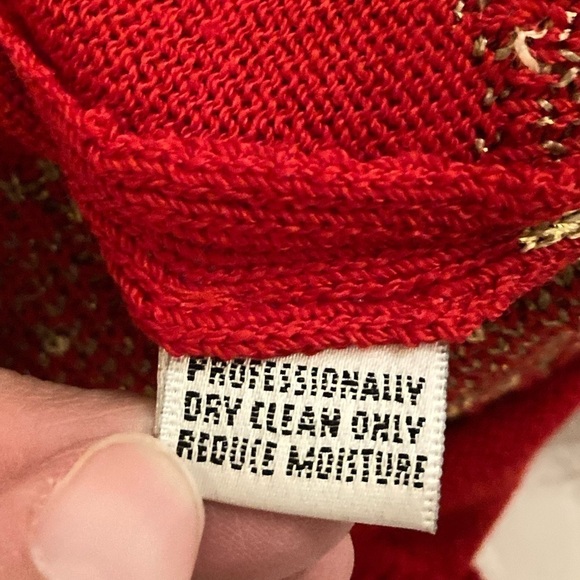 PROFESSIONALLY
DRY CLEAN ONLY
REDUCE MOISTURE